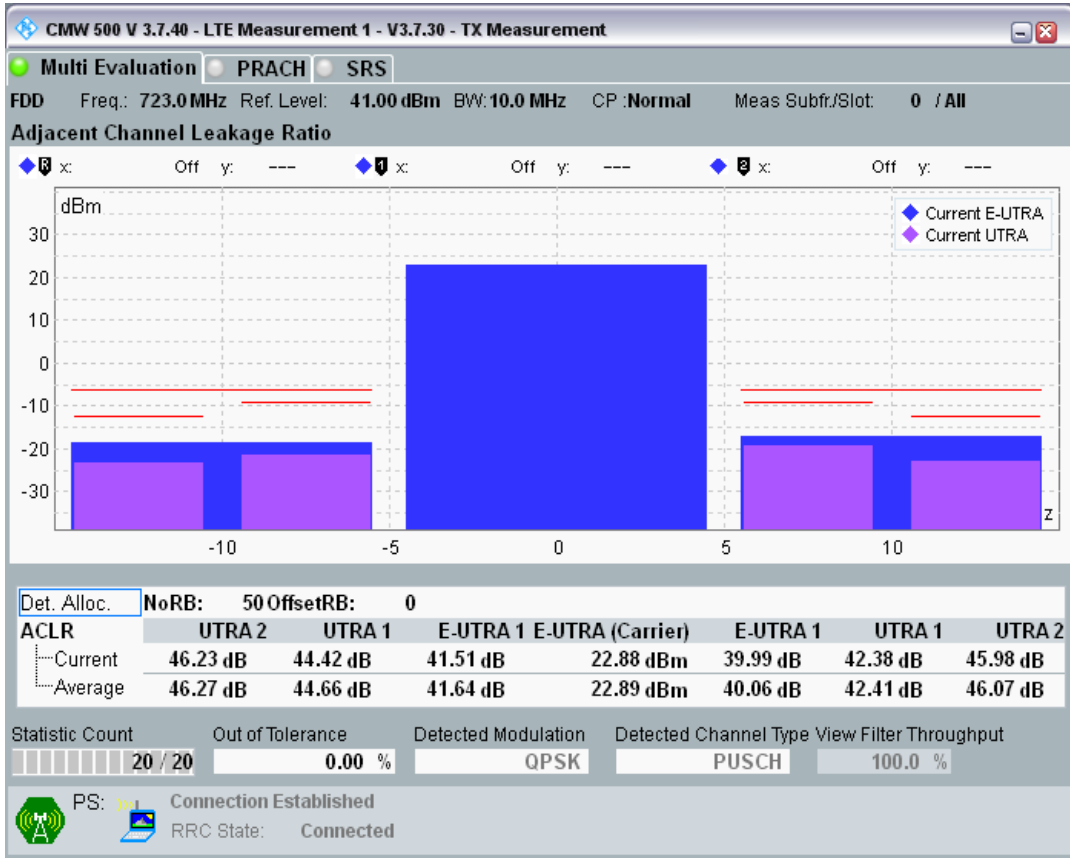 CMW 500 V 3.7.40 - LTE Measurement 1 - V3.7.30 - TX Measurement
Multi Evaluation PRACH SRS
FDD Freq.: 723.0 MHz Ref. Level: 41.00 dBm BW: 10.0 MHz CP :Normal Meas Subfr./Slot: 0 / All
Adjacent Channel Leakage Ratio
R x: Off y: --- 1 x: Off y: --- 2 x: Off y: ---
dBm
Current E-UTRA
Current UTRA
30
20
10
0
-10
-20
-30
z
-10 -5 0 5 10
Det. Alloc. NoRB: 50 OffsetRB: 0
ACLR UTRA 2 UTRA 1 E-UTRA 1 E-UTRA (Carrier) E-UTRA 1 UTRA 1 UTRA 2
Current 46.23 dB 44.42 dB 41.51 dB 22.88 dBm 39.99 dB 42.38 dB 45.98 dB
Average 46.27 dB 44.66 dB 41.64 dB 22.89 dBm 40.06 dB 42.41 dB 46.07 dB
Statistic Count Out of Tolerance Detected Modulation Detected Channel Type View Filter Throughput
20 / 20 0.00 % QPSK PUSCH 100.0 %
PS: Connection Established
RRC State: Connected